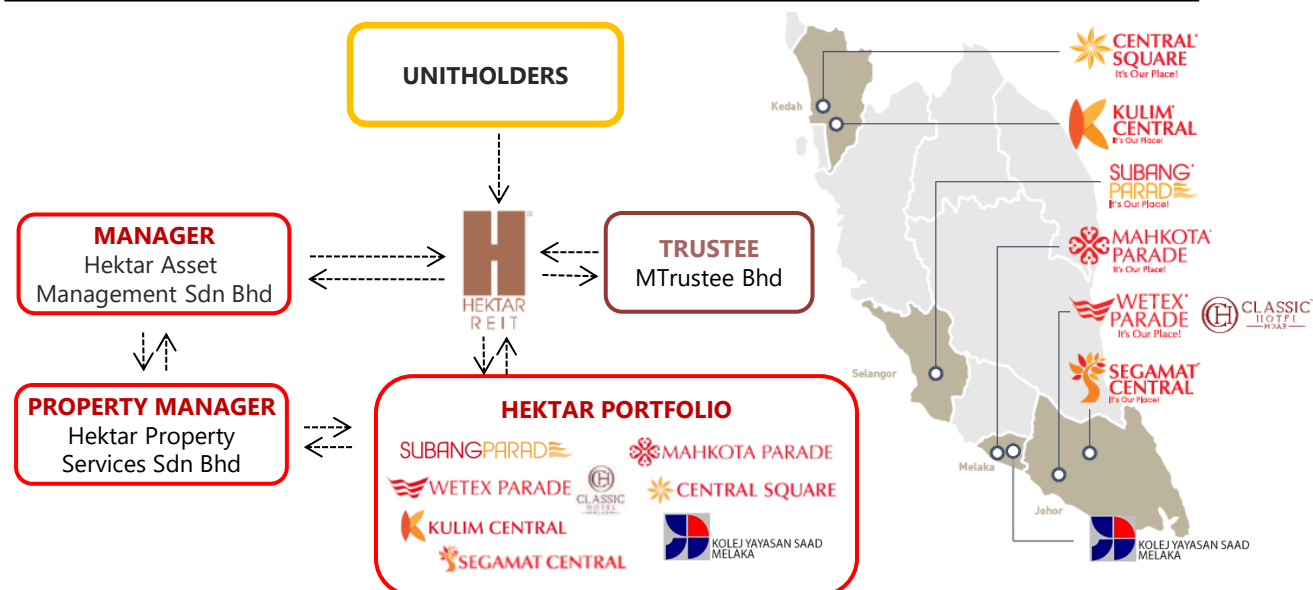 UNITHOLDERS
HEKTAR
REIT
MANAGER
Hektar Asset
Management Sdn Bhd
TRUSTEE
MTrustee Bhd
PROPERTY MANAGER
Hektar Property
Services Sdn Bhd
HEKTAR PORTFOLIO
SUBANGPARADE
MAHKOTA PARADE
WETEX PARADE
CLASSIC
HOTEL
MUAR
CENTRAL SQUARE
KULIM CENTRAL
KOLEJ YAYASAN SAAD
MELAKA
SEGAMAT CENTRAL
Kedah
Selangor
Melaka
Johor
CENTRAL
SQUARE
It's Our Place!
KULIM
CENTRAL
It's Our Place!
SUBANG
PARADE
It's Our Place!
MAHKOTA
PARADE
It's Our Place!
WETEX
PARADE
It's Our Place!
CLASSIC
HOTEL
MUAR
SEGAMAT
CENTRAL
It's Our Place!
KOLEJ YAYASAN SAAD
MELAKA